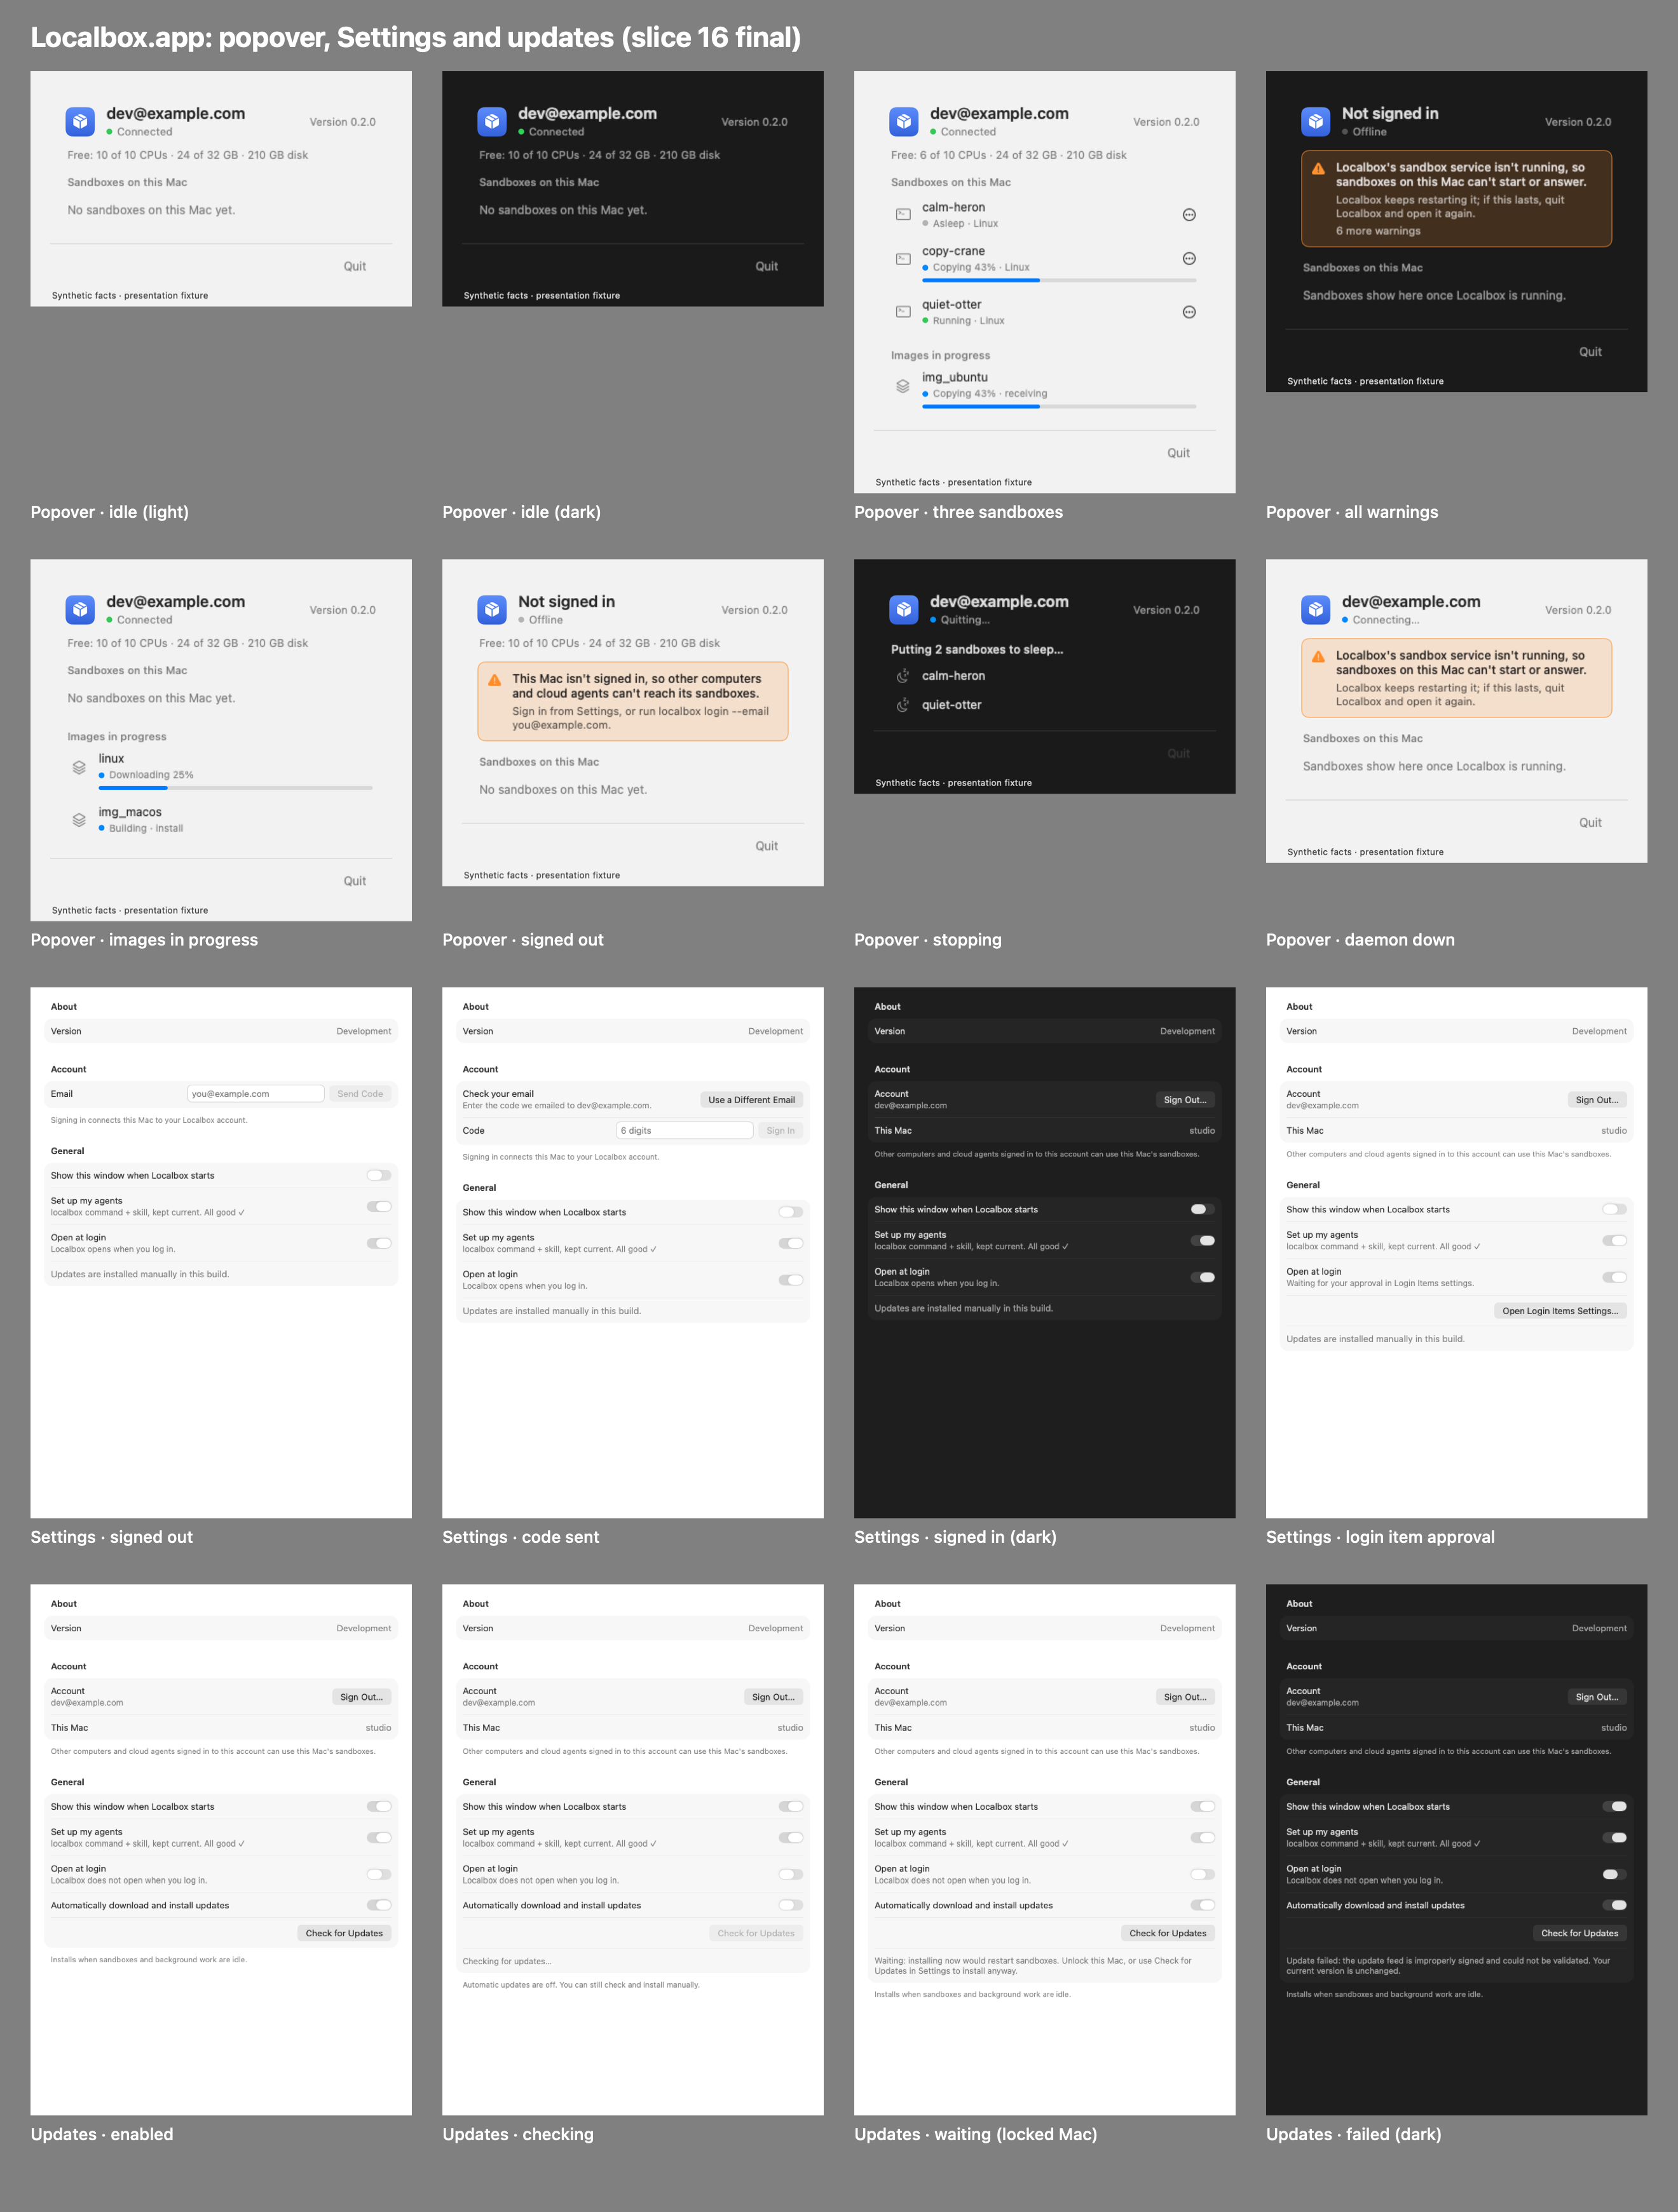 Localbox.app: popover, Settings and updates (slice 16 final)
dev@example.com
Connected
Version 0.2.0
Free: 10 of 10 CPUs · 24 of 32 GB · 210 GB disk
Sandboxes on this Mac
No sandboxes on this Mac yet.
Quit
Synthetic facts · presentation fixture
Popover · idle (light)
dev@example.com
Connected
Version 0.2.0
Free: 10 of 10 CPUs · 24 of 32 GB · 210 GB disk
Sandboxes on this Mac
No sandboxes on this Mac yet.
Quit
Synthetic facts · presentation fixture
Popover · idle (dark)
dev@example.com
Connected
Version 0.2.0
Free: 6 of 10 CPUs · 24 of 32 GB · 210 GB disk
Sandboxes on this Mac
calm-heron
Asleep · Linux
copy-crane
Copying 43% · Linux
quiet-otter
Running · Linux
Images in progress
img_ubuntu
Copying 43% · receiving
Quit
Synthetic facts · presentation fixture
Popover · three sandboxes
Not signed in
Offline
Version 0.2.0
Localbox's sandbox service isn't running, so
sandboxes on this Mac can't start or answer.
Localbox keeps restarting it; if this lasts, quit
Localbox and open it again.
6 more warnings
Sandboxes on this Mac
Sandboxes show here once Localbox is running.
Quit
Synthetic facts · presentation fixture
Popover · all warnings
dev@example.com
Connected
Version 0.2.0
Free: 10 of 10 CPUs · 24 of 32 GB · 210 GB disk
Sandboxes on this Mac
No sandboxes on this Mac yet.
Images in progress
linux
Downloading 25%
img_macos
Building · install
Quit
Synthetic facts · presentation fixture
Popover · images in progress
Not signed in
Offline
Version 0.2.0
Free: 10 of 10 CPUs · 24 of 32 GB · 210 GB disk
This Mac isn't signed in, so other computers
and cloud agents can't reach its sandboxes.
Sign in from Settings, or run localbox login --email
you@example.com.
Sandboxes on this Mac
No sandboxes on this Mac yet.
Quit
Synthetic facts · presentation fixture
Popover · signed out
dev@example.com
Quitting...
Version 0.2.0
Putting 2 sandboxes to sleep...
calm-heron
quiet-otter
Quit
Synthetic facts · presentation fixture
Popover · stopping
dev@example.com
Connecting...
Version 0.2.0
Localbox's sandbox service isn't running, so
sandboxes on this Mac can't start or answer.
Localbox keeps restarting it; if this lasts, quit
Localbox and open it again.
Sandboxes on this Mac
Sandboxes show here once Localbox is running.
Quit
Synthetic facts · presentation fixture
Popover · daemon down
About
Version Development
Account
Email you@example.com Send Code
Signing in connects this Mac to your Localbox account.
General
Show this window when Localbox starts
Set up my agents
localbox command + skill, kept current. All good ✓
Open at login
Localbox opens when you log in.
Updates are installed manually in this build.
Settings · signed out
About
Version Development
Account
Check your email
Enter the code we emailed to dev@example.com.
Use a Different Email
Code 6 digits Sign In
Signing in connects this Mac to your Localbox account.
General
Show this window when Localbox starts
Set up my agents
localbox command + skill, kept current. All good ✓
Open at login
Localbox opens when you log in.
Updates are installed manually in this build.
Settings · code sent
About
Version Development
Account
Account
dev@example.com
Sign Out...
This Mac studio
Other computers and cloud agents signed in to this account can use this Mac's sandboxes.
General
Show this window when Localbox starts
Set up my agents
localbox command + skill, kept current. All good ✓
Open at login
Localbox opens when you log in.
Updates are installed manually in this build.
Settings · signed in (dark)
About
Version Development
Account
Account
dev@example.com
Sign Out...
This Mac studio
Other computers and cloud agents signed in to this account can use this Mac's sandboxes.
General
Show this window when Localbox starts
Set up my agents
localbox command + skill, kept current. All good ✓
Open at login
Waiting for your approval in Login Items settings.
Open Login Items Settings...
Updates are installed manually in this build.
Settings · login item approval
About
Version Development
Account
Account
dev@example.com
Sign Out...
This Mac studio
Other computers and cloud agents signed in to this account can use this Mac's sandboxes.
General
Show this window when Localbox starts
Set up my agents
localbox command + skill, kept current. All good ✓
Open at login
Localbox does not open when you log in.
Automatically download and install updates
Check for Updates
Installs when sandboxes and background work are idle.
Updates · enabled
About
Version Development
Account
Account
dev@example.com
Sign Out...
This Mac studio
Other computers and cloud agents signed in to this account can use this Mac's sandboxes.
General
Show this window when Localbox starts
Set up my agents
localbox command + skill, kept current. All good ✓
Open at login
Localbox does not open when you log in.
Automatically download and install updates
Check for Updates
Checking for updates...
Automatic updates are off. You can still check and install manually.
Updates · checking
About
Version Development
Account
Account
dev@example.com
Sign Out...
This Mac studio
Other computers and cloud agents signed in to this account can use this Mac's sandboxes.
General
Show this window when Localbox starts
Set up my agents
localbox command + skill, kept current. All good ✓
Open at login
Localbox does not open when you log in.
Automatically download and install updates
Check for Updates
Waiting: installing now would restart sandboxes. Unlock this Mac, or use Check for
Updates in Settings to install anyway.
Installs when sandboxes and background work are idle.
Updates · waiting (locked Mac)
About
Version Development
Account
Account
dev@example.com
Sign Out...
This Mac studio
Other computers and cloud agents signed in to this account can use this Mac's sandboxes.
General
Show this window when Localbox starts
Set up my agents
localbox command + skill, kept current. All good ✓
Open at login
Localbox does not open when you log in.
Automatically download and install updates
Check for Updates
Update failed: the update feed is improperly signed and could not be validated. Your
current version is unchanged.
Installs when sandboxes and background work are idle.
Updates · failed (dark)